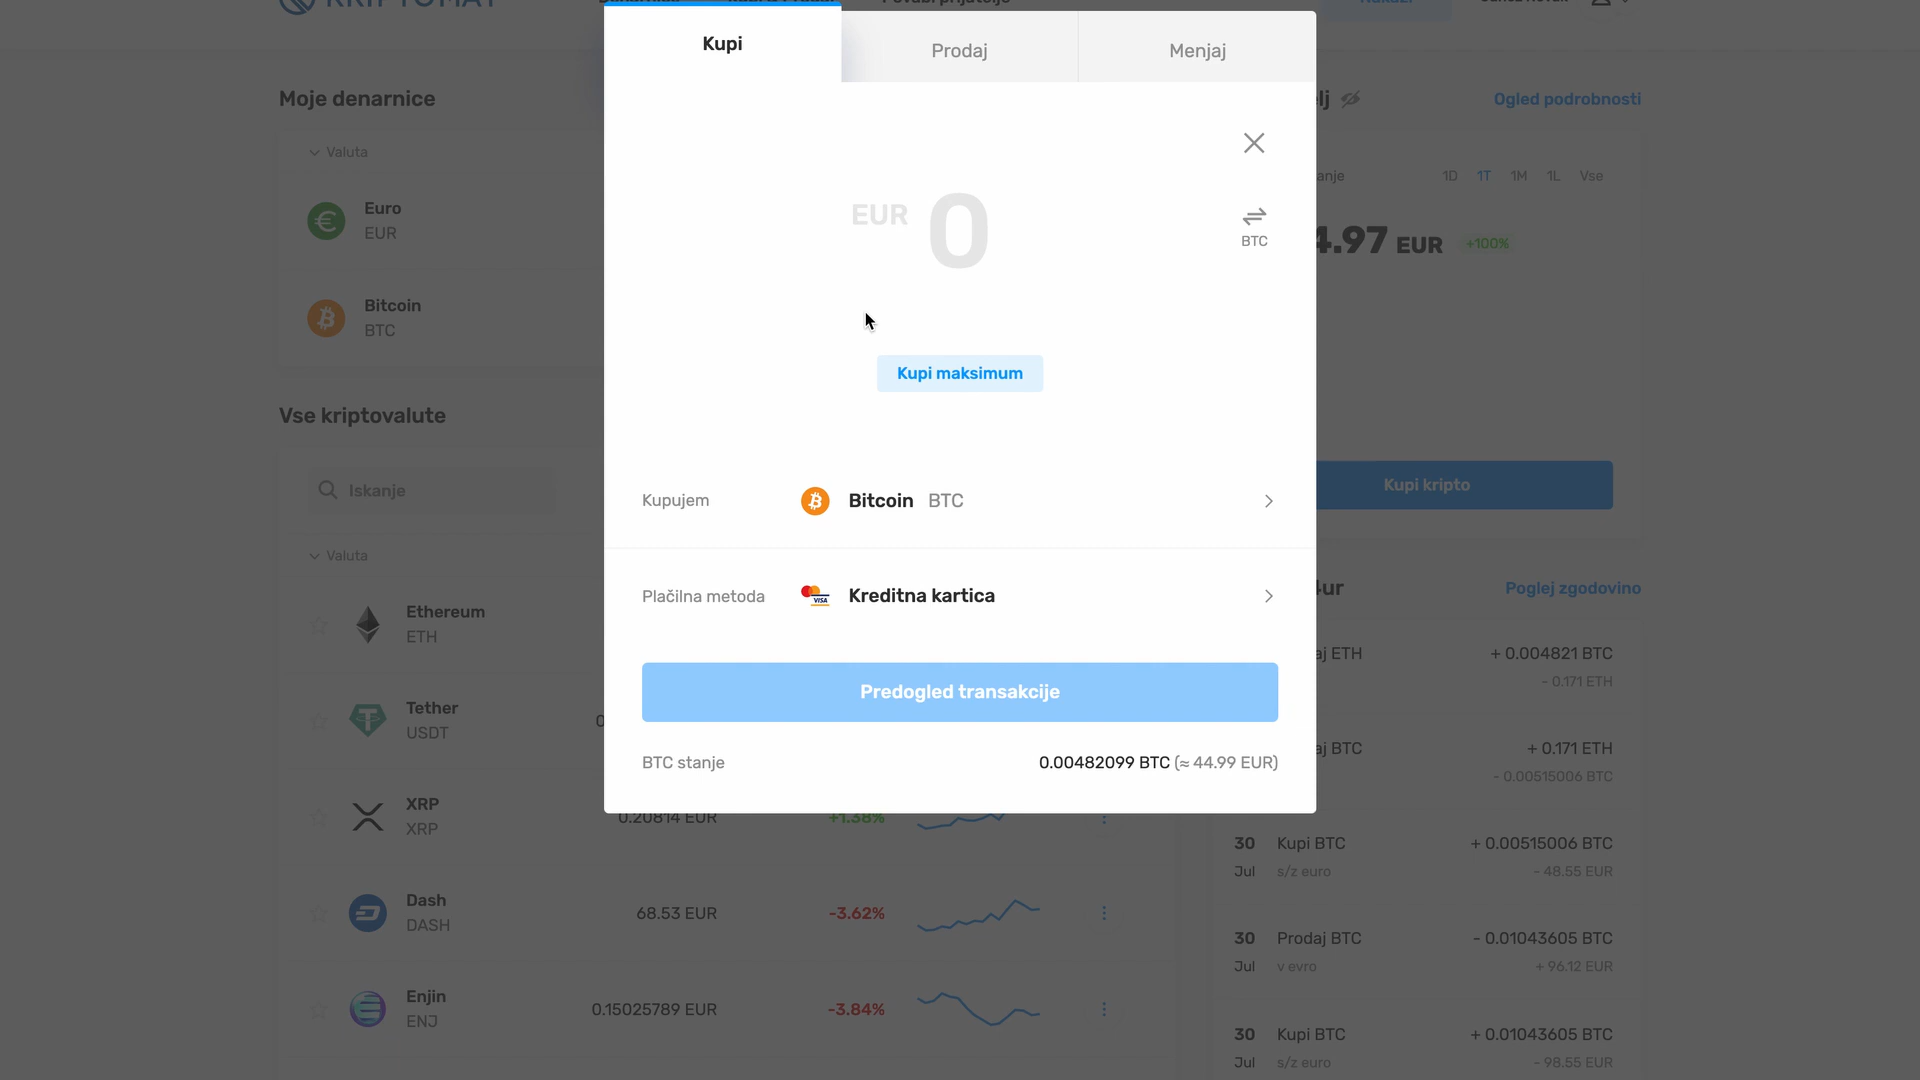 KRIPTOMAT
Kupi
Prodaj
Menjaj
Moje denarnice
Valuta
Euro
EUR
Bitcoin
BTC
Vse kriptovalute
Iskanje
Valuta
Ethereum
ETH
Tether
USDT
XRP
XRP
0.20814 EUR
+1.38%
Dash
DASH
68.53 EUR
-3.62%
Enjin
ENJ
0.15025789 EUR
-3.84%
EUR 0
BTC
Kupi maksimum
Kupujem
Bitcoin BTC
Plačilna metoda
VISA
Kreditna kartica
Predogled transakcije
BTC stanje
0.00482099 BTC (≈ 44.99 EUR)
Ogled podrobnosti
1D 1T 1M 1L Vse
4.97 EUR +100%
Kupi kripto
Poglej zgodovino
ETH
+ 0.004821 BTC
- 0.171 ETH
BTC
+ 0.171 ETH
- 0.00515006 BTC
30 Kupi BTC + 0.00515006 BTC
Jul s/z euro - 48.55 EUR
30 Prodaj BTC - 0.01043605 BTC
Jul v evro + 96.12 EUR
30 Kupi BTC + 0.01043605 BTC
Jul s/z euro - 98.55 EUR